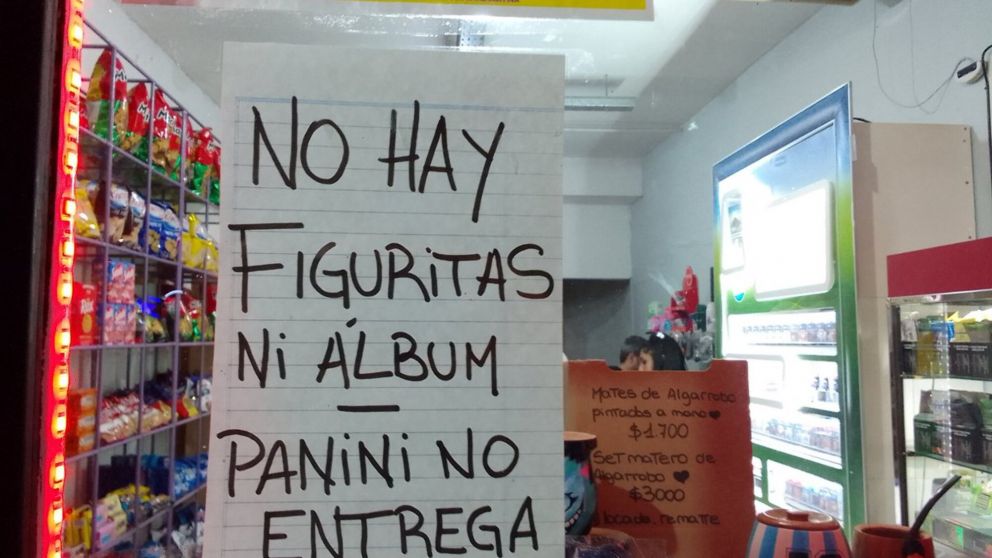 NO HAY
FIGURITAS
Ni ÁLBUM
—
PANiNi NO
ENTREGA
Mates de Algarrobo
pintados a mano ♥
$1.700
Set matero de
Algarrobo ♥
$3000